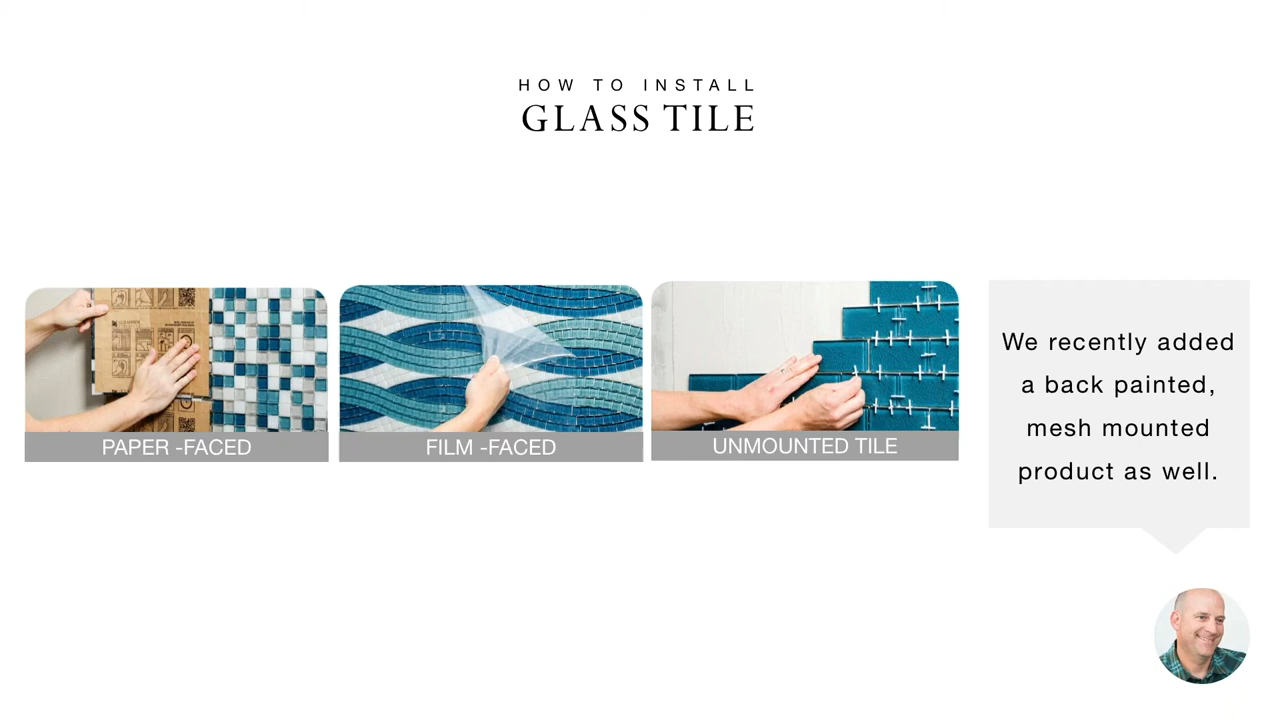 HOW TO INSTALL
GLASS TILE
PAPER -FACED
FILM -FACED
UNMOUNTED TILE
We recently added
a back painted,
mesh mounted
product as well.